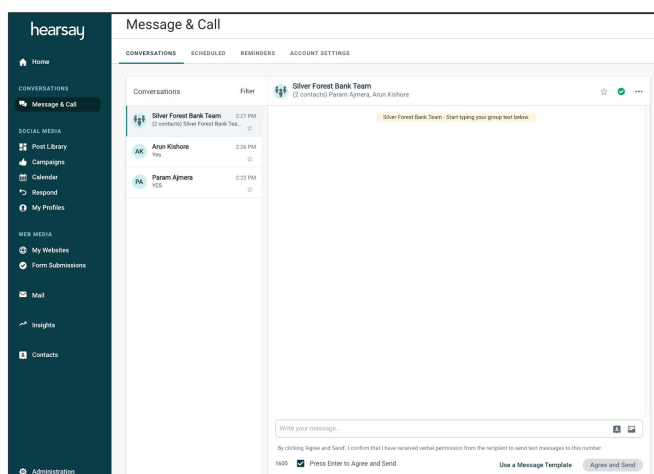 hearsay
Home
CONVERSATIONS
Message & Call
SOCIAL MEDIA
Post Library
Campaigns
Calendar
Respond
My Profiles
WEB MEDIA
My Websites
Form Submissions
Mail
Insights
Contacts
Administration
Message & Call
CONVERSATIONS SCHEDULED REMINDERS ACCOUNT SETTINGS
Conversations Filter
Silver Forest Bank Team 2:27 PM
(2 contacts) Silver Forest Bank Tea...
AK Arun Kishore 2:26 PM
Yes
PA Param Ajmera 2:22 PM
YES
Silver Forest Bank Team
(2 contacts) Param Ajmera, Arun Kishore
Silver Forest Bank Team - Start typing your group text below.
Write your message...
By clicking 'Agree and Send', I confirm that I have received verbal permission from the recipient to send text messages to this number.
1600 Press Enter to Agree and Send Use a Message Template Agree and Send